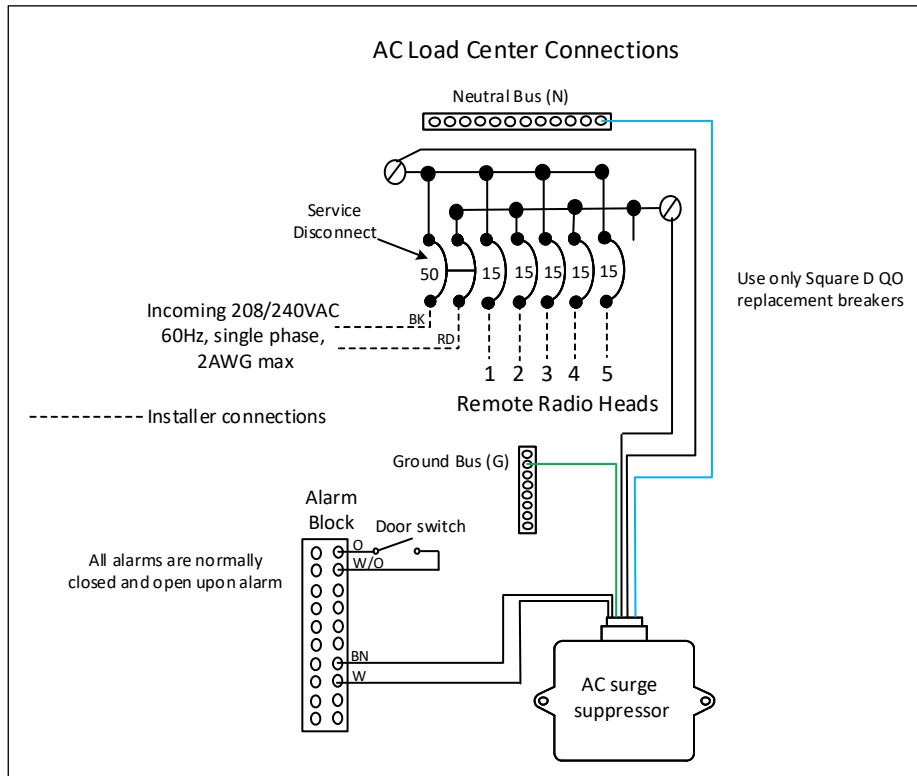 AC Load Center Connections
Neutral Bus (N)
Service
Disconnect
50
15
15
15
15
15
Use only Square D QO
replacement breakers
Incoming 208/240VAC
60Hz, single phase,
2AWG max
BK
RD
1 2 3 4 5
Remote Radio Heads
Installer connections
Ground Bus (G)
Alarm
Block
Door switch
O
W/O
All alarms are normally
closed and open upon alarm
BN
W
AC surge
suppressor